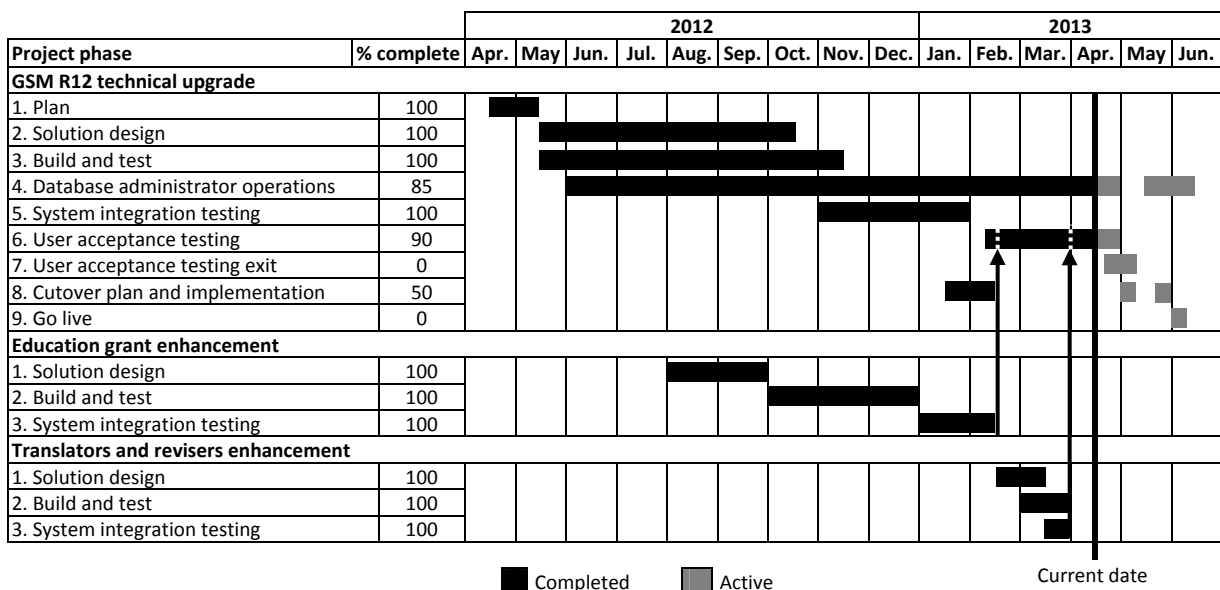 2012 2013
Project phase % complete Apr. May Jun. Jul. Aug. Sep. Oct. Nov. Dec. Jan. Feb. Mar. Apr. May Jun.
GSM R12 technical upgrade
1. Plan 100
2. Solution design 100
3. Build and test 100
4. Database administrator operations 85
5. System integration testing 100
6. User acceptance testing 90
7. User acceptance testing exit 0
8. Cutover plan and implementation 50
9. Go live 0
Education grant enhancement
1. Solution design 100
2. Build and test 100
3. System integration testing 100
Translators and revisers enhancement
1. Solution design 100
2. Build and test 100
3. System integration testing 100
Completed Active Current date